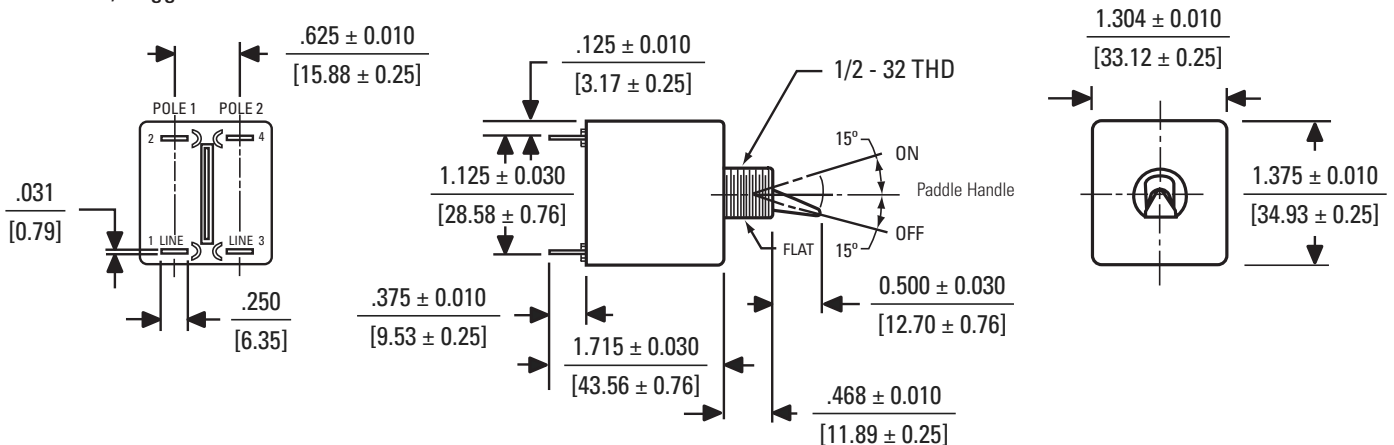 .625 ± 0.010
[15.88 ± 0.25]
POLE 1 POLE 2
2 4
1 LINE LINE 3
.031
[0.79]
.250
[6.35]
.125 ± 0.010
[3.17 ± 0.25]
1/2 - 32 THD
1.125 ± 0.030
[28.58 ± 0.76]
15º ON
Paddle Handle
OFF
FLAT 15º
.375 ± 0.010
[9.53 ± 0.25]
1.715 ± 0.030
[43.56 ± 0.76]
0.500 ± 0.030
[12.70 ± 0.76]
.468 ± 0.010
[11.89 ± 0.25]
1.304 ± 0.010
[33.12 ± 0.25]
1.375 ± 0.010
[34.93 ± 0.25]